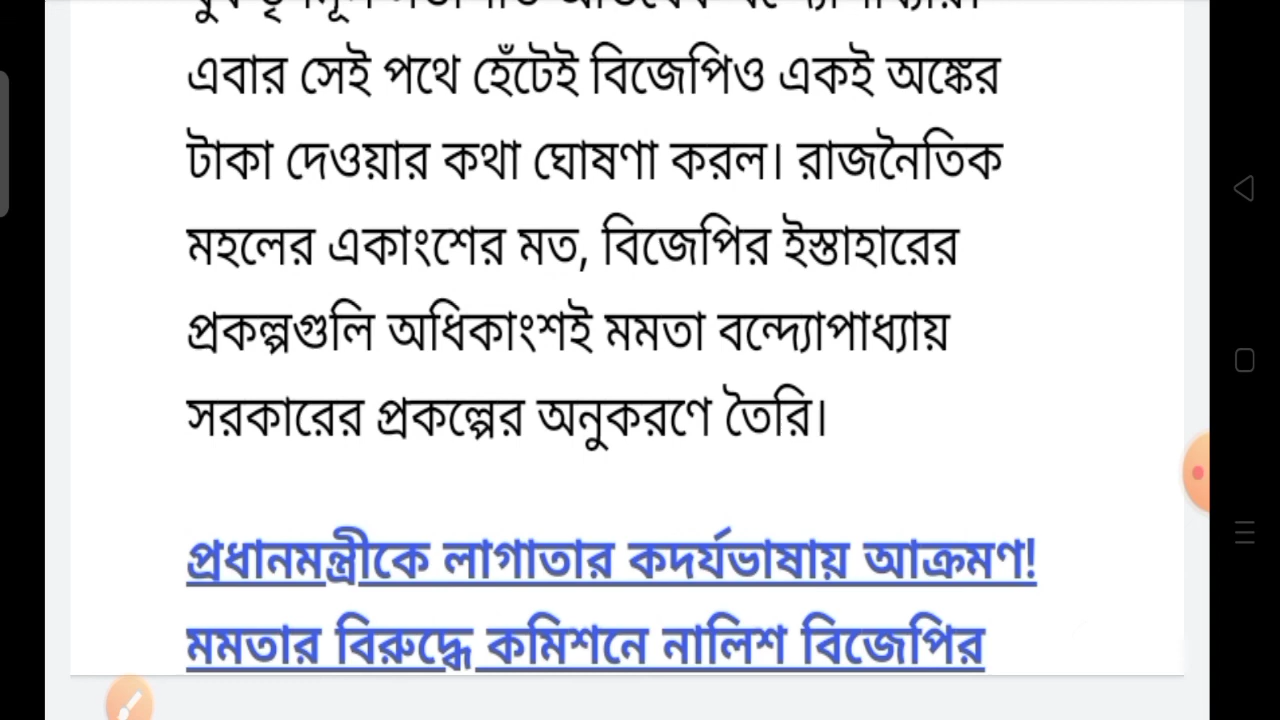 এবার সেই পথে হেঁটেই বিজেপিও একই অঙ্কের
টাকা দেওয়ার কথা ঘোষণা করল। রাজনৈতিক
মহলের একাংশের মত, বিজেপির ইস্তাহারের
প্রকল্পগুলি অধিকাংশই মমতা বন্দ্যোপাধ্যায়
সরকারের প্রকল্পের অনুকরণে তৈরি।
প্রধানমন্ত্রীকে লাগাতার কদর্যভাষায় আক্রমণ!
মমতার বিরুদ্ধে কমিশনে নালিশ বিজেপির